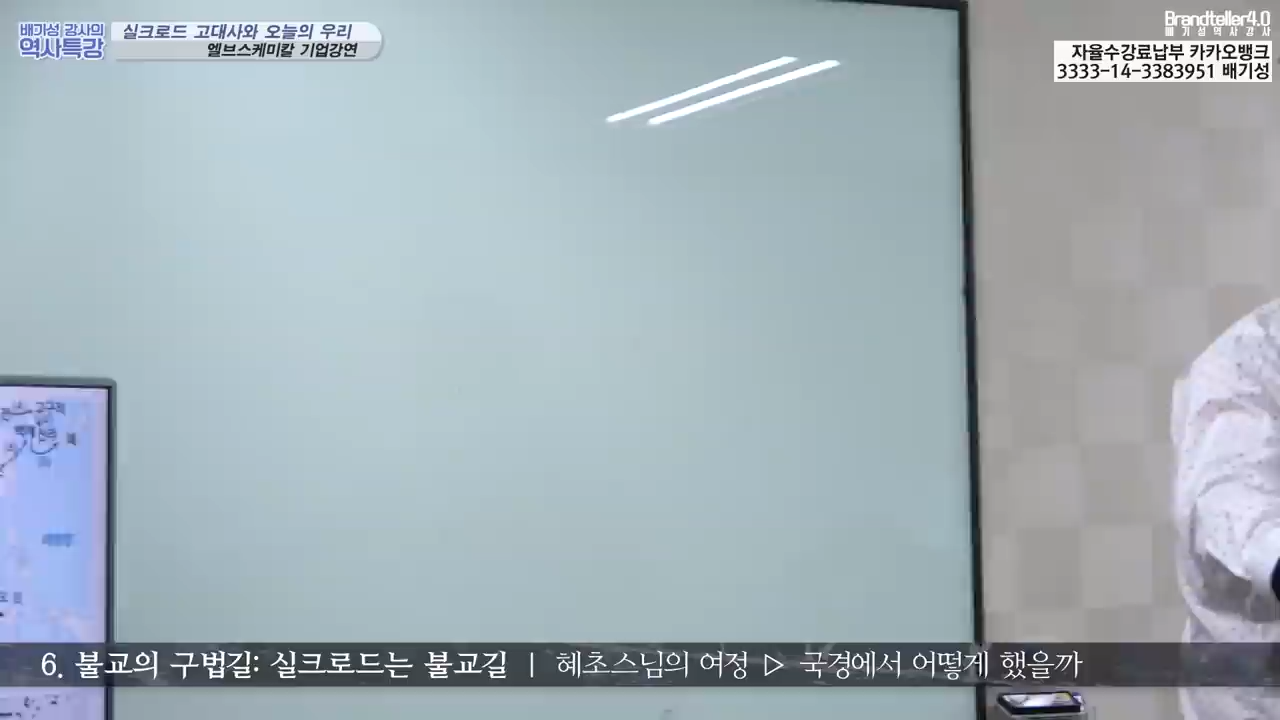 배기성 강사의
역사특강
실크로드 고대사와 오늘의 우리
엘브스케미칼 기업강연
Brandteller4.0
배기성역사강사
자율수강료납부 카카오뱅크
3333-14-3383951 배기성
고구려
6. 불교의 구법길: 실크로드는 불교길 | 혜초스님의 여정 ▷ 국경에서 어떻게 했을까